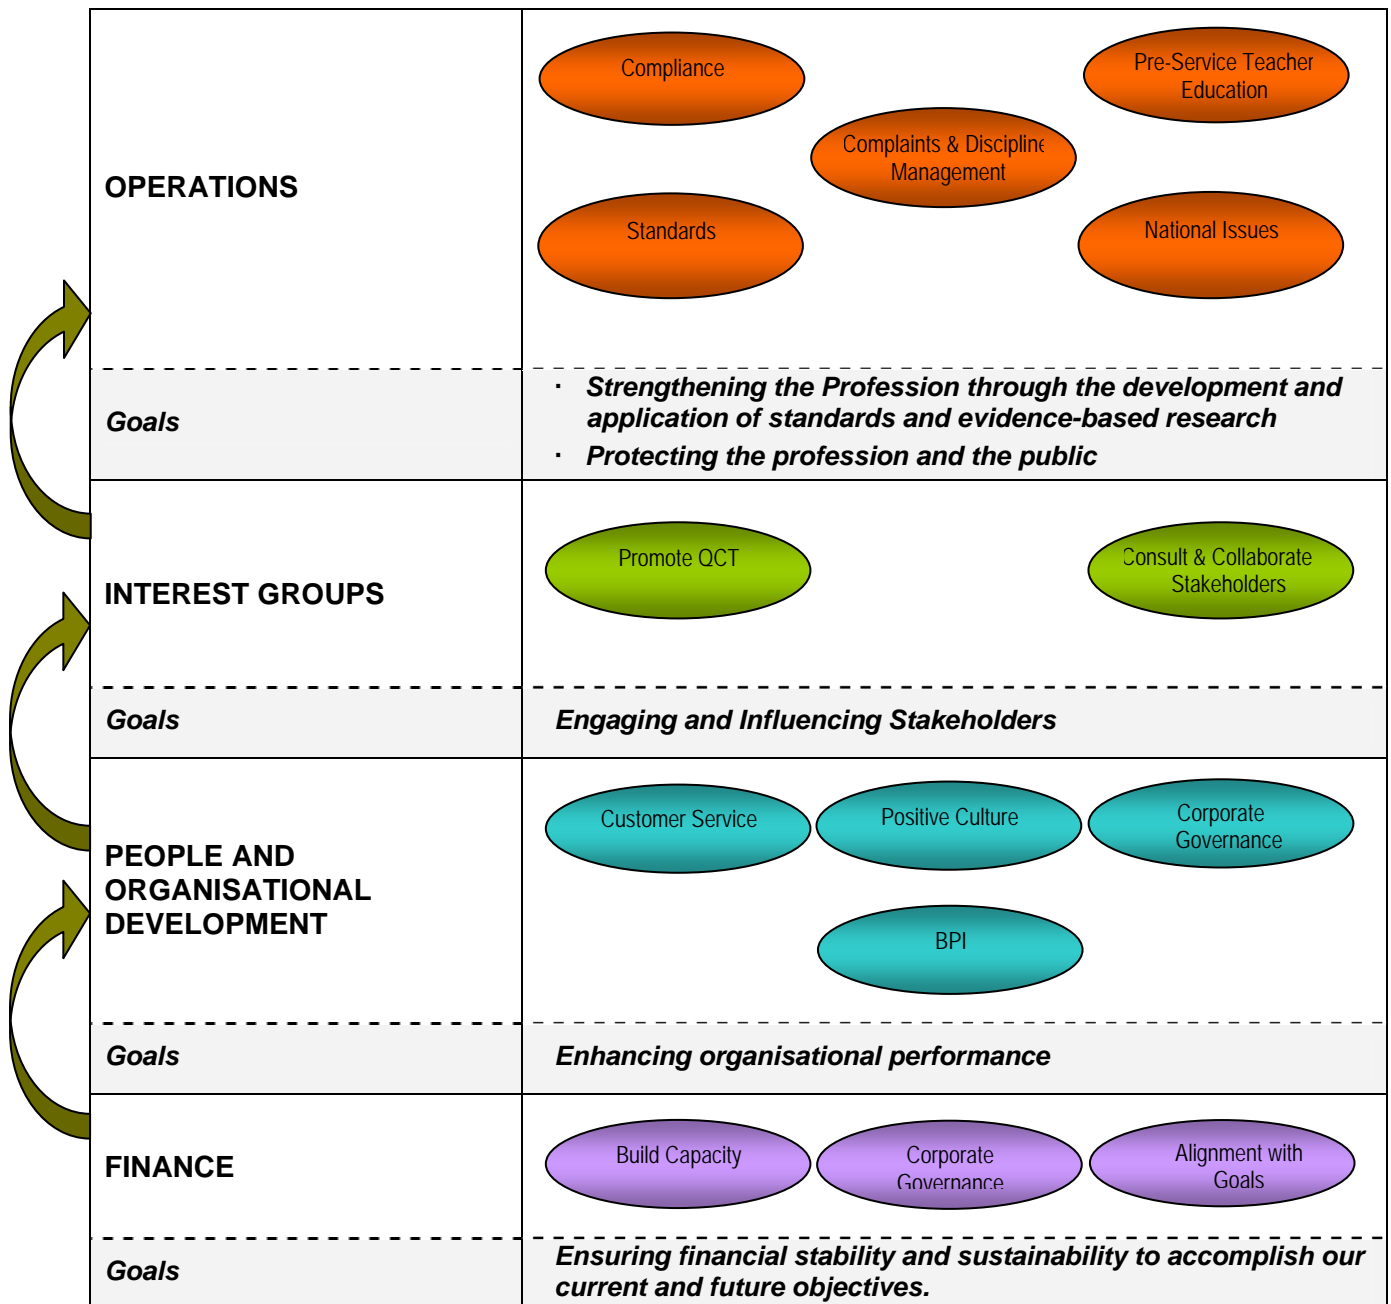 OPERATIONS
Compliance
Pre-Service Teacher
Education
Complaints & Discipline
Management
Standards
National Issues
Goals
· Strengthening the Profession through the development and
application of standards and evidence-based research
· Protecting the profession and the public
INTEREST GROUPS
Promote QCT
Consult & Collaborate
Stakeholders
Goals
Engaging and Influencing Stakeholders
PEOPLE AND
ORGANISATIONAL
DEVELOPMENT
Customer Service
Positive Culture
Corporate
Governance
BPI
Goals
Enhancing organisational performance
FINANCE
Build Capacity
Corporate
Governance
Alignment with
Goals
Goals
Ensuring financial stability and sustainability to accomplish our
current and future objectives.